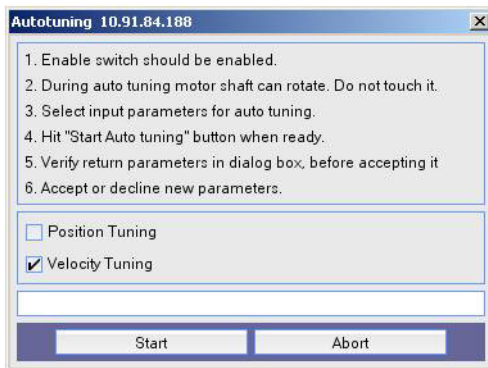 Autotuning 10.91.84.188
1. Enable switch should be enabled.
2. During auto tuning motor shaft can rotate. Do not touch it.
3. Select input parameters for auto tuning.
4. Hit "Start Auto tuning" button when ready.
5. Verify return parameters in dialog box, before accepting it
6. Accept or decline new parameters.
Position Tuning
Velocity Tuning
Start Abort